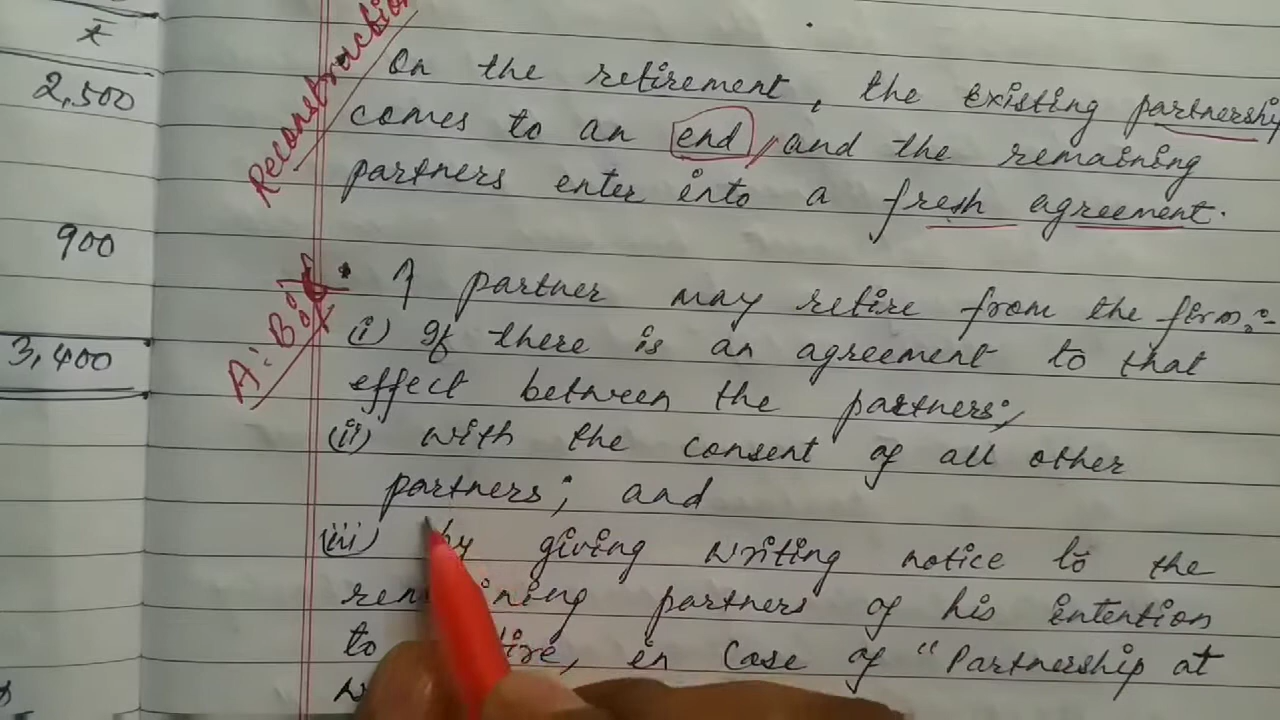 ₹
2,500
900
3,400
Reconstruction
On the retirement, the existing partnership
comes to an end, and the remaining
partners enter into a fresh agreement.
A:
A partner may retire from the firm:-
(i) If there is an agreement to that
effect between the partners;
(ii) with the consent of all other
partners; and
(iii) by giving writing notice to the
remaining partners of his intention
to retire, in case of "Partnership at